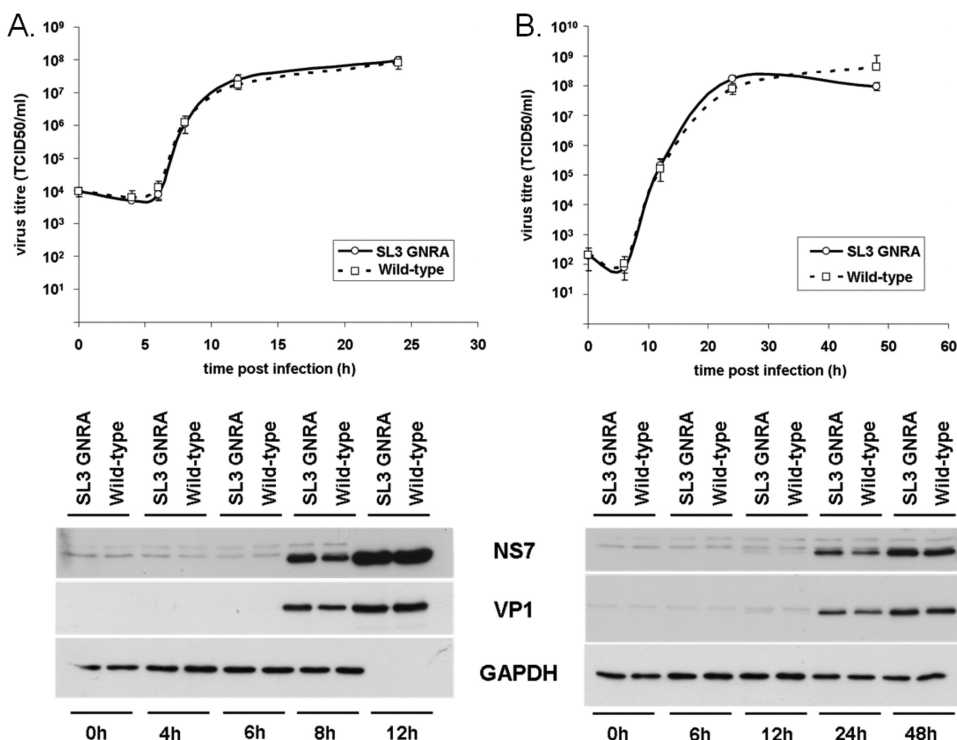 A.
10⁹
10⁸
10⁷
10⁶
10⁵
10⁴
10³
10²
10¹
virus titre (TCID50/ml)
SL3 GNRA
Wild-type
0 5 10 15 20 25 30
time post infection (h)
B.
10¹⁰
10⁹
10⁸
10⁷
10⁶
10⁵
10⁴
10³
10²
10¹
virus titre (TCID50/ml)
SL3 GNRA
Wild-type
0 10 20 30 40 50 60
time post infection (h)
SL3 GNRA
Wild-type
SL3 GNRA
Wild-type
SL3 GNRA
Wild-type
SL3 GNRA
Wild-type
SL3 GNRA
Wild-type
SL3 GNRA
Wild-type
SL3 GNRA
Wild-type
SL3 GNRA
Wild-type
SL3 GNRA
Wild-type
SL3 GNRA
Wild-type
NS7
VP1
GAPDH
0h 4h 6h 8h 12h
0h 6h 12h 24h 48h